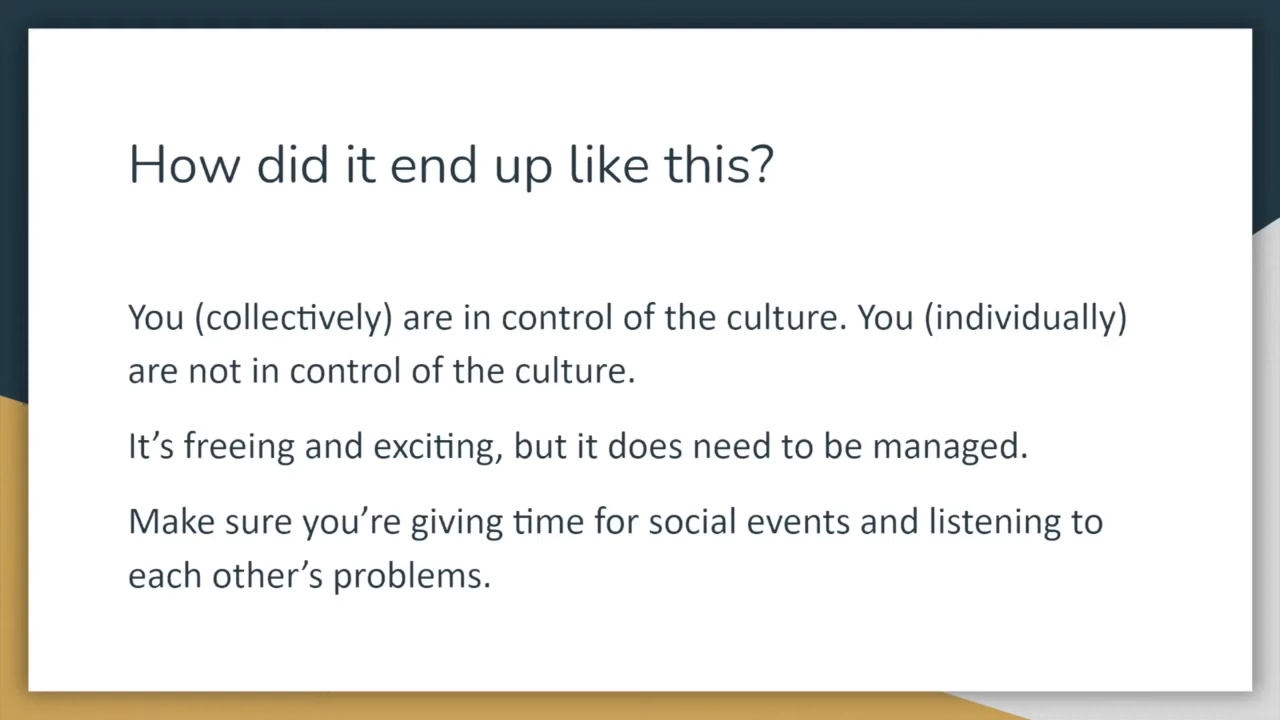 How did it end up like this?
You (collectively) are in control of the culture. You (individually)
are not in control of the culture.
It’s freeing and exciting, but it does need to be managed.
Make sure you’re giving time for social events and listening to
each other’s problems.